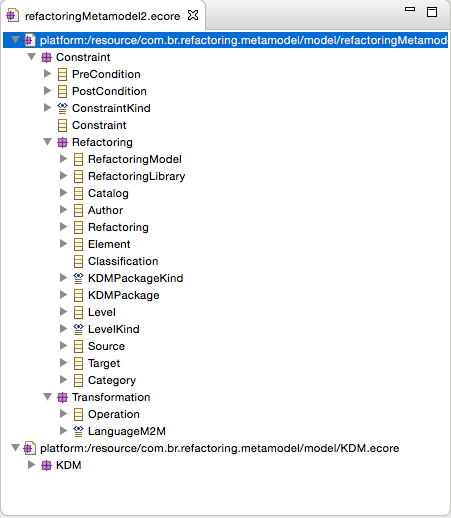 refactoringMetamodel2.ecore
platform:/resource/com.br.refactoring.metamodel/model/refactoringMetamod
Constraint
PreCondition
PostCondition
ConstraintKind
Constraint
Refactoring
RefactoringModel
RefactoringLibrary
Catalog
Author
Refactoring
Element
Classification
KDMPackageKind
KDMPackage
Level
LevelKind
Source
Target
Category
Transformation
Operation
LanguageM2M
platform:/resource/com.br.refactoring.metamodel/model/KDM.ecore
KDM